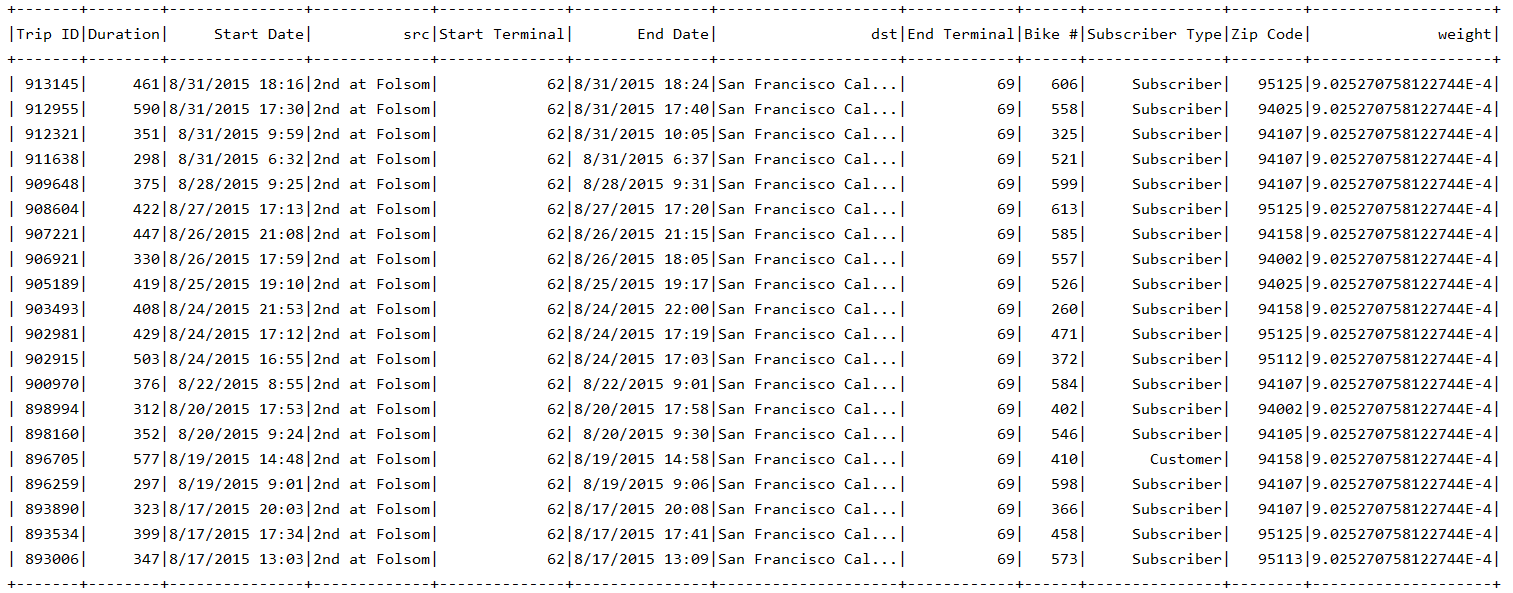 +-------+--------+---------------+-------------+--------------+---------------+--------------------+------------+------+---------------+--------+--------------------+
|Trip ID|Duration|     Start Date|          src|Start Terminal|       End Date|                 dst|End Terminal|Bike #|Subscriber Type|Zip Code|              weight|
+-------+--------+---------------+-------------+--------------+---------------+--------------------+------------+------+---------------+--------+--------------------+
| 913145|     461|8/31/2015 18:16|2nd at Folsom|            62|8/31/2015 18:24|San Francisco Cal...|          69|   606|     Subscriber|   95125|9.025270758122744E-4|
| 912955|     590|8/31/2015 17:30|2nd at Folsom|            62|8/31/2015 17:40|San Francisco Cal...|          69|   558|     Subscriber|   94025|9.025270758122744E-4|
| 912321|     351| 8/31/2015 9:59|2nd at Folsom|            62|8/31/2015 10:05|San Francisco Cal...|          69|   325|     Subscriber|   94107|9.025270758122744E-4|
| 911638|     298| 8/31/2015 6:32|2nd at Folsom|            62| 8/31/2015 6:37|San Francisco Cal...|          69|   521|     Subscriber|   94107|9.025270758122744E-4|
| 909648|     375| 8/28/2015 9:25|2nd at Folsom|            62| 8/28/2015 9:31|San Francisco Cal...|          69|   599|     Subscriber|   94107|9.025270758122744E-4|
| 908604|     422|8/27/2015 17:13|2nd at Folsom|            62|8/27/2015 17:20|San Francisco Cal...|          69|   613|     Subscriber|   95125|9.025270758122744E-4|
| 907221|     447|8/26/2015 21:08|2nd at Folsom|            62|8/26/2015 21:15|San Francisco Cal...|          69|   585|     Subscriber|   94158|9.025270758122744E-4|
| 906921|     330|8/26/2015 17:59|2nd at Folsom|            62|8/26/2015 18:05|San Francisco Cal...|          69|   557|     Subscriber|   94002|9.025270758122744E-4|
| 905189|     419|8/25/2015 19:10|2nd at Folsom|            62|8/25/2015 19:17|San Francisco Cal...|          69|   526|     Subscriber|   94025|9.025270758122744E-4|
| 903493|     408|8/24/2015 21:53|2nd at Folsom|            62|8/24/2015 22:00|San Francisco Cal...|          69|   260|     Subscriber|   94158|9.025270758122744E-4|
| 902981|     429|8/24/2015 17:12|2nd at Folsom|            62|8/24/2015 17:19|San Francisco Cal...|          69|   471|     Subscriber|   95125|9.025270758122744E-4|
| 902915|     503|8/24/2015 16:55|2nd at Folsom|            62|8/24/2015 17:03|San Francisco Cal...|          69|   372|     Subscriber|   95112|9.025270758122744E-4|
| 900970|     376| 8/22/2015 8:55|2nd at Folsom|            62| 8/22/2015 9:01|San Francisco Cal...|          69|   584|     Subscriber|   94107|9.025270758122744E-4|
| 898994|     312|8/20/2015 17:53|2nd at Folsom|            62|8/20/2015 17:58|San Francisco Cal...|          69|   402|     Subscriber|   94002|9.025270758122744E-4|
| 898160|     352| 8/20/2015 9:24|2nd at Folsom|            62| 8/20/2015 9:30|San Francisco Cal...|          69|   546|     Subscriber|   94105|9.025270758122744E-4|
| 896705|     577|8/19/2015 14:48|2nd at Folsom|            62|8/19/2015 14:58|San Francisco Cal...|          69|   410|       Customer|   94158|9.025270758122744E-4|
| 896259|     297| 8/19/2015 9:01|2nd at Folsom|            62| 8/19/2015 9:06|San Francisco Cal...|          69|   598|     Subscriber|   94107|9.025270758122744E-4|
| 893890|     323|8/17/2015 20:03|2nd at Folsom|            62|8/17/2015 20:08|San Francisco Cal...|          69|   366|     Subscriber|   94107|9.025270758122744E-4|
| 893534|     399|8/17/2015 17:34|2nd at Folsom|            62|8/17/2015 17:41|San Francisco Cal...|          69|   458|     Subscriber|   95125|9.025270758122744E-4|
| 893006|     347|8/17/2015 13:03|2nd at Folsom|            62|8/17/2015 13:09|San Francisco Cal...|          69|   573|     Subscriber|   95113|9.025270758122744E-4|
+-------+--------+---------------+-------------+--------------+---------------+--------------------+------------+------+---------------+--------+--------------------+